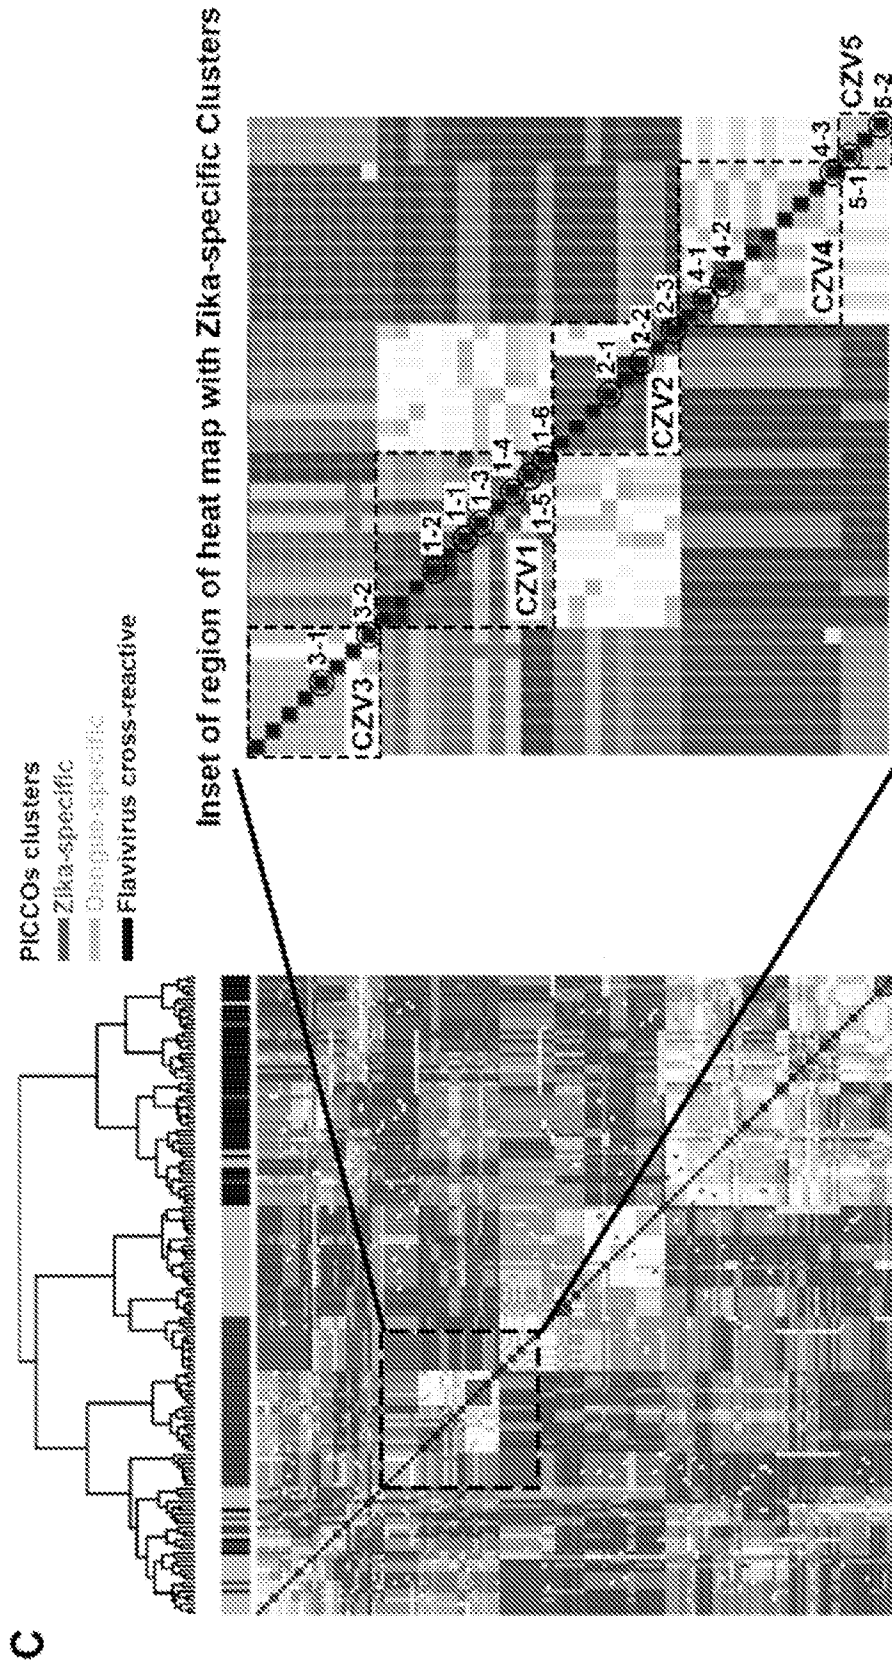 C
PICCOs clusters
Zika-specific
Dengue-specific
Flavivirus cross-reactive
Inset of region of heat map with Zika-specific Clusters
3-1
3-2
CZV3
1-2
1-1
1-3
1-4
1-5
1-6
CZV1
2-1
2-2
2-3
CZV2
4-1
4-2
4-3
CZV4
5-1
CZV5
5-2